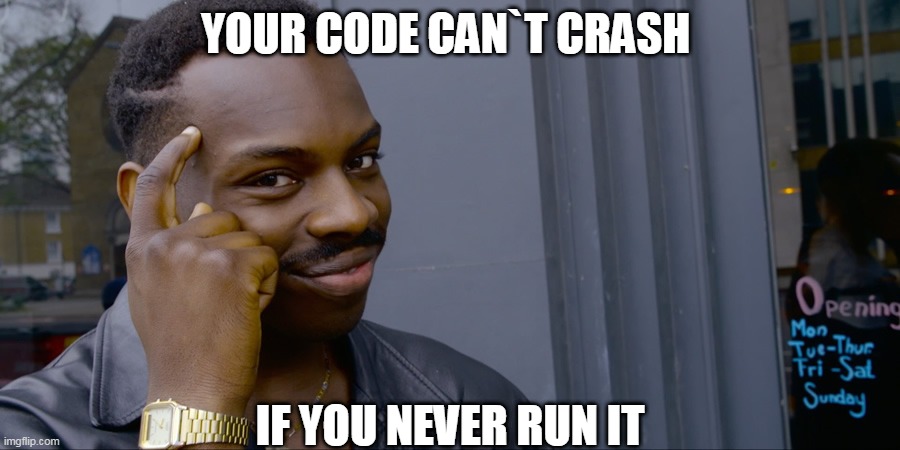 YOUR CODE CAN`T CRASH
IF YOU NEVER RUN IT
Opening
Mon
Tue-Thur
Fri-Sat
Sunday
imgflip.com